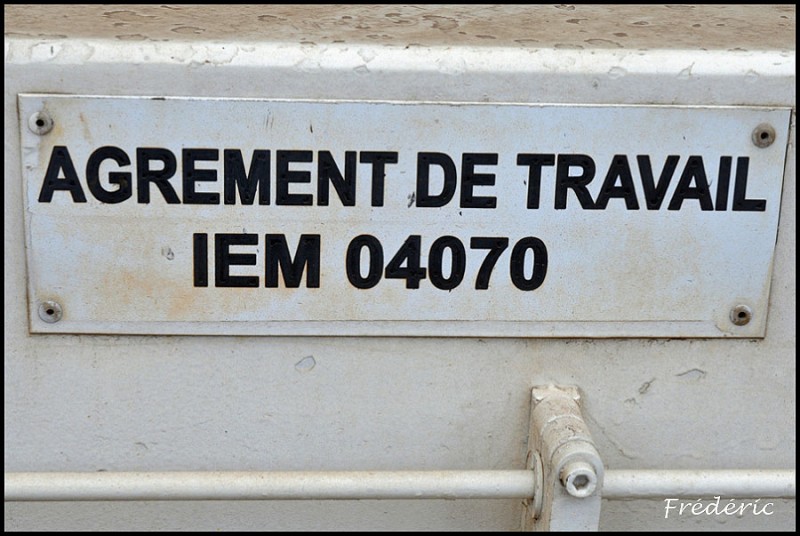 AGREMENT DE TRAVAIL
IEM 04070
Frédéric